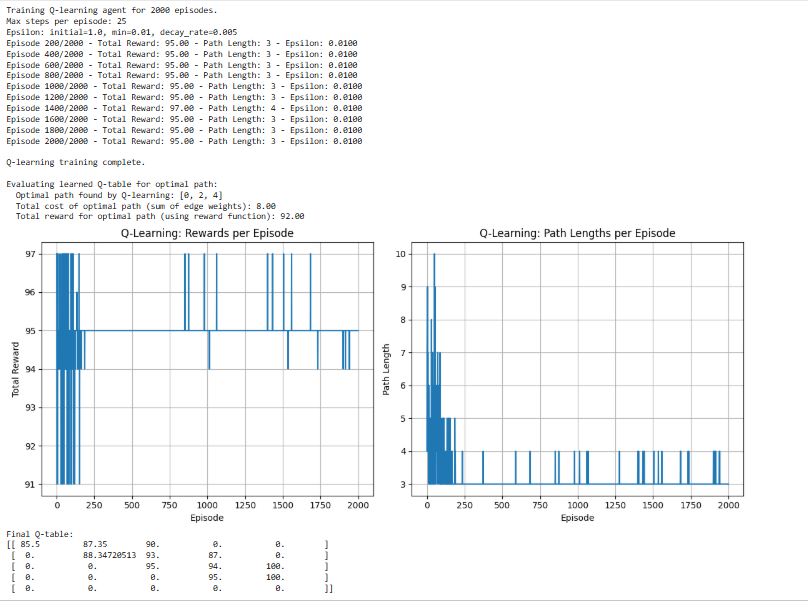 Training Q-learning agent for 2000 episodes.
Max steps per episode: 25
Epsilon: initial=1.0, min=0.01, decay_rate=0.005
Episode 200/2000 - Total Reward: 95.00 - Path Length: 3 - Epsilon: 0.0100
Episode 400/2000 - Total Reward: 95.00 - Path Length: 3 - Epsilon: 0.0100
Episode 600/2000 - Total Reward: 95.00 - Path Length: 3 - Epsilon: 0.0100
Episode 800/2000 - Total Reward: 95.00 - Path Length: 3 - Epsilon: 0.0100
Episode 1000/2000 - Total Reward: 95.00 - Path Length: 3 - Epsilon: 0.0100
Episode 1200/2000 - Total Reward: 95.00 - Path Length: 3 - Epsilon: 0.0100
Episode 1400/2000 - Total Reward: 97.00 - Path Length: 4 - Epsilon: 0.0100
Episode 1600/2000 - Total Reward: 95.00 - Path Length: 3 - Epsilon: 0.0100
Episode 1800/2000 - Total Reward: 95.00 - Path Length: 3 - Epsilon: 0.0100
Episode 2000/2000 - Total Reward: 95.00 - Path Length: 3 - Epsilon: 0.0100
Q-learning training complete.
Evaluating learned Q-table for optimal path:
Optimal path found by Q-learning: [0, 2, 4]
Total cost of optimal path (sum of edge weights): 8.00
Total reward for optimal path (using reward function): 92.00
Q-Learning: Rewards per Episode
97
96
95
94
93
92
91
Total Reward
0 250 500 750 1000 1250 1500 1750 2000
Episode
Q-Learning: Path Lengths per Episode
10
9
8
7
6
5
4
3
Path Length
0 250 500 750 1000 1250 1500 1750 2000
Episode
Final Q-table:
[[ 85.5 87.35 90. 0. 0. ]
[ 0. 88.34720513 93. 87. 0. ]
[ 0. 0. 95. 94. 100. ]
[ 0. 0. 0. 95. 100. ]
[ 0. 0. 0. 0. 0. ]]